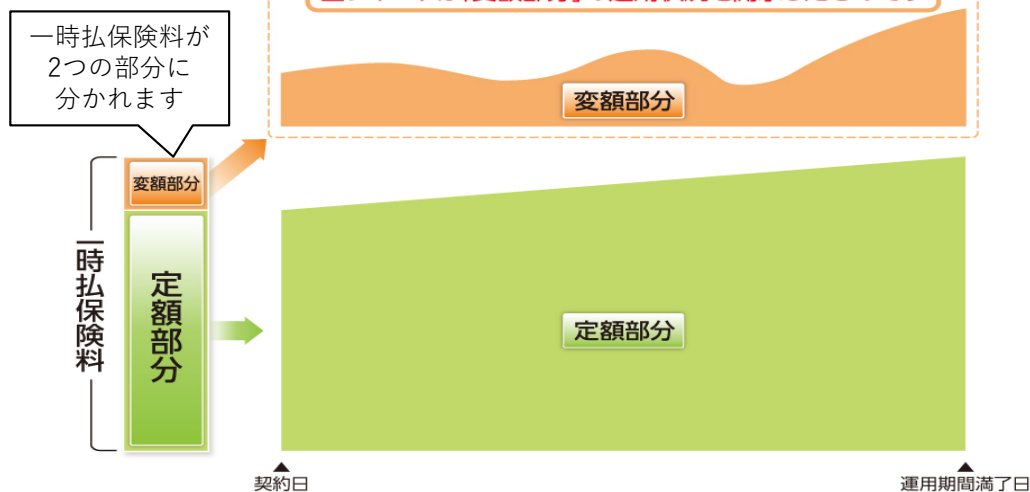 一時払保険料が
2つの部分に
分かれます
変額部分
変額部分
一時払保険料
定額部分
定額部分
契約日
運用期間満了日